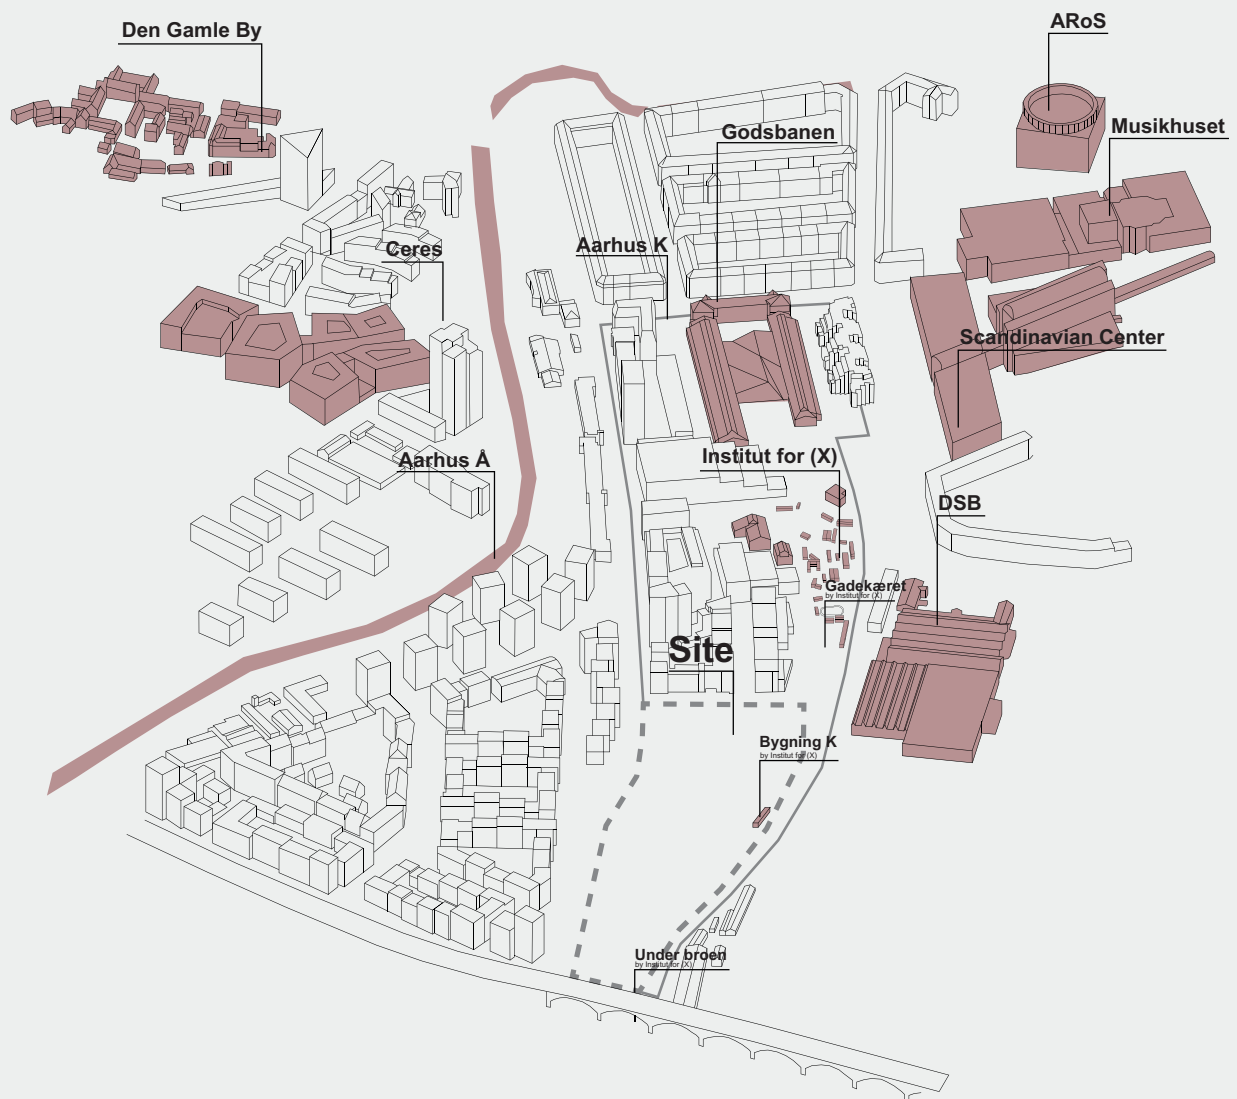 Den Gamle By
ARoS
Musikhuset
Godsbanen
Ceres
Aarhus K
Scandinavian Center
Aarhus Å
Institut for (X)
DSB
Gadekæret
by Institut for (X)
Site
Bygning K
by Institut for (X)
Under broen
by Institut for (X)